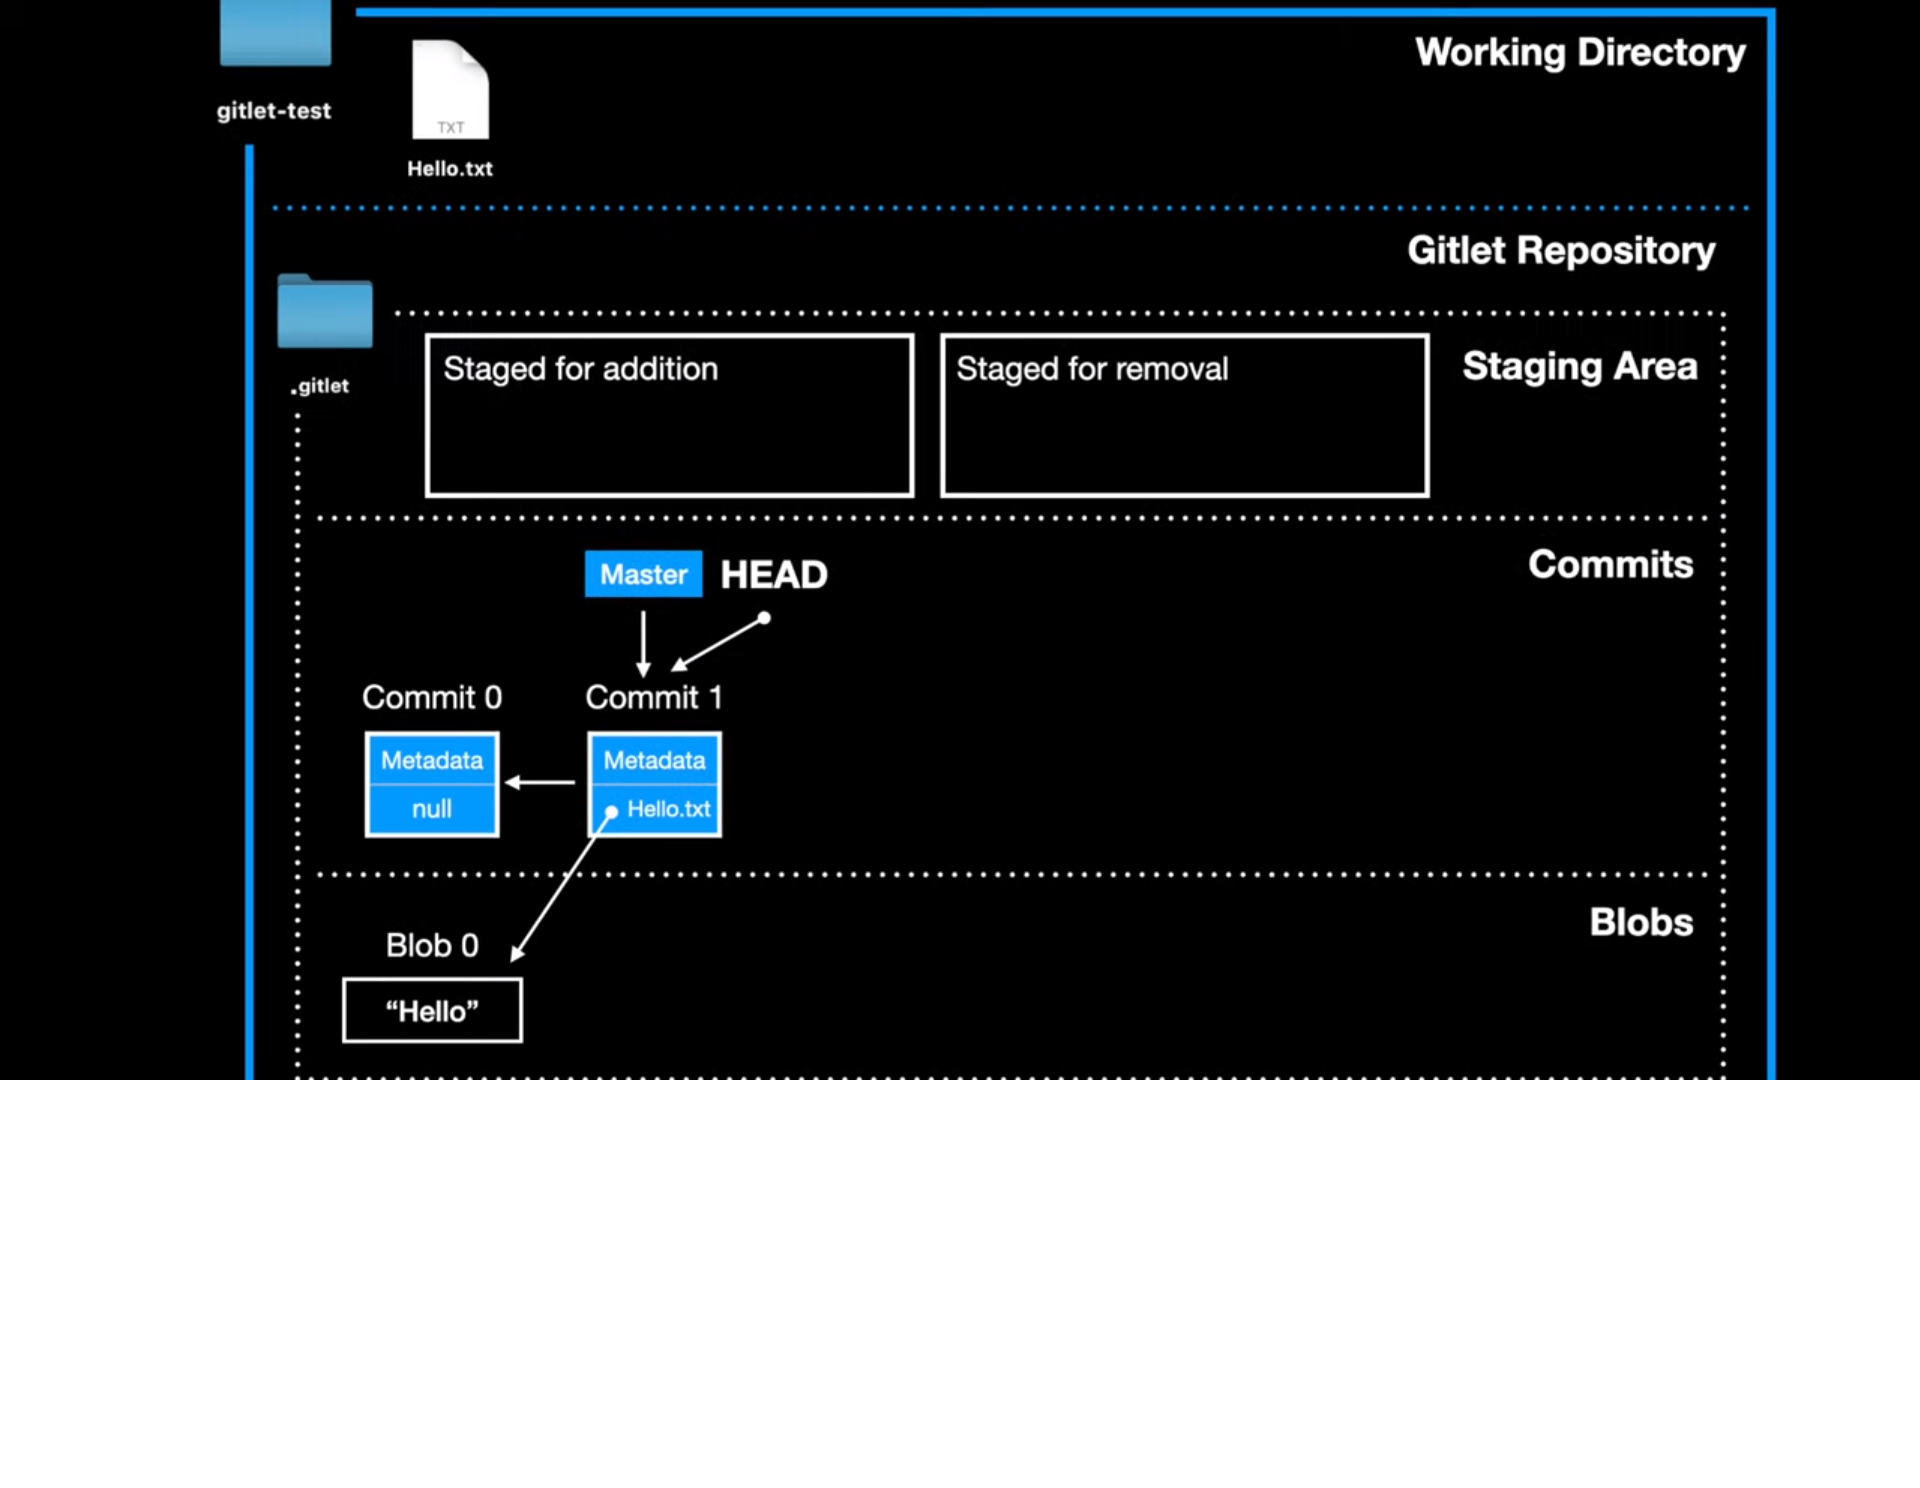 Working Directory
gitlet-test
TXT
Hello.txt
Gitlet Repository
.gitlet
Staged for addition
Staged for removal
Staging Area
Master
HEAD
Commits
Commit 0
Commit 1
Metadata
null
Metadata
Hello.txt
Blobs
Blob 0
“Hello”